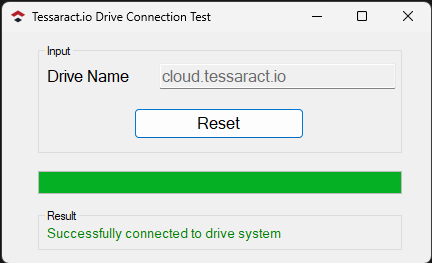 Tessaract.io Drive Connection Test
Input
Drive Name
cloud.tessaract.io
Reset
Result
Successfully connected to drive system